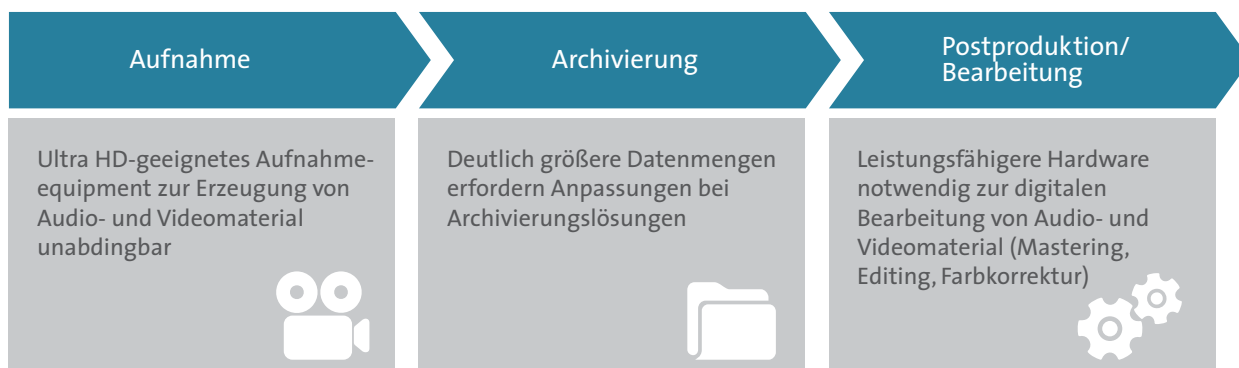 Aufnahme
Ultra HD-geeignetes Aufnahme-
equipment zur Erzeugung von
Audio- und Videomaterial
unabdingbar
Archivierung
Deutlich größere Datenmengen
erfordern Anpassungen bei
Archivierungslösungen
Postproduktion/
Bearbeitung
Leistungsfähigere Hardware
notwendig zur digitalen
Bearbeitung von Audio- und
Videomaterial (Mastering,
Editing, Farbkorrektur)